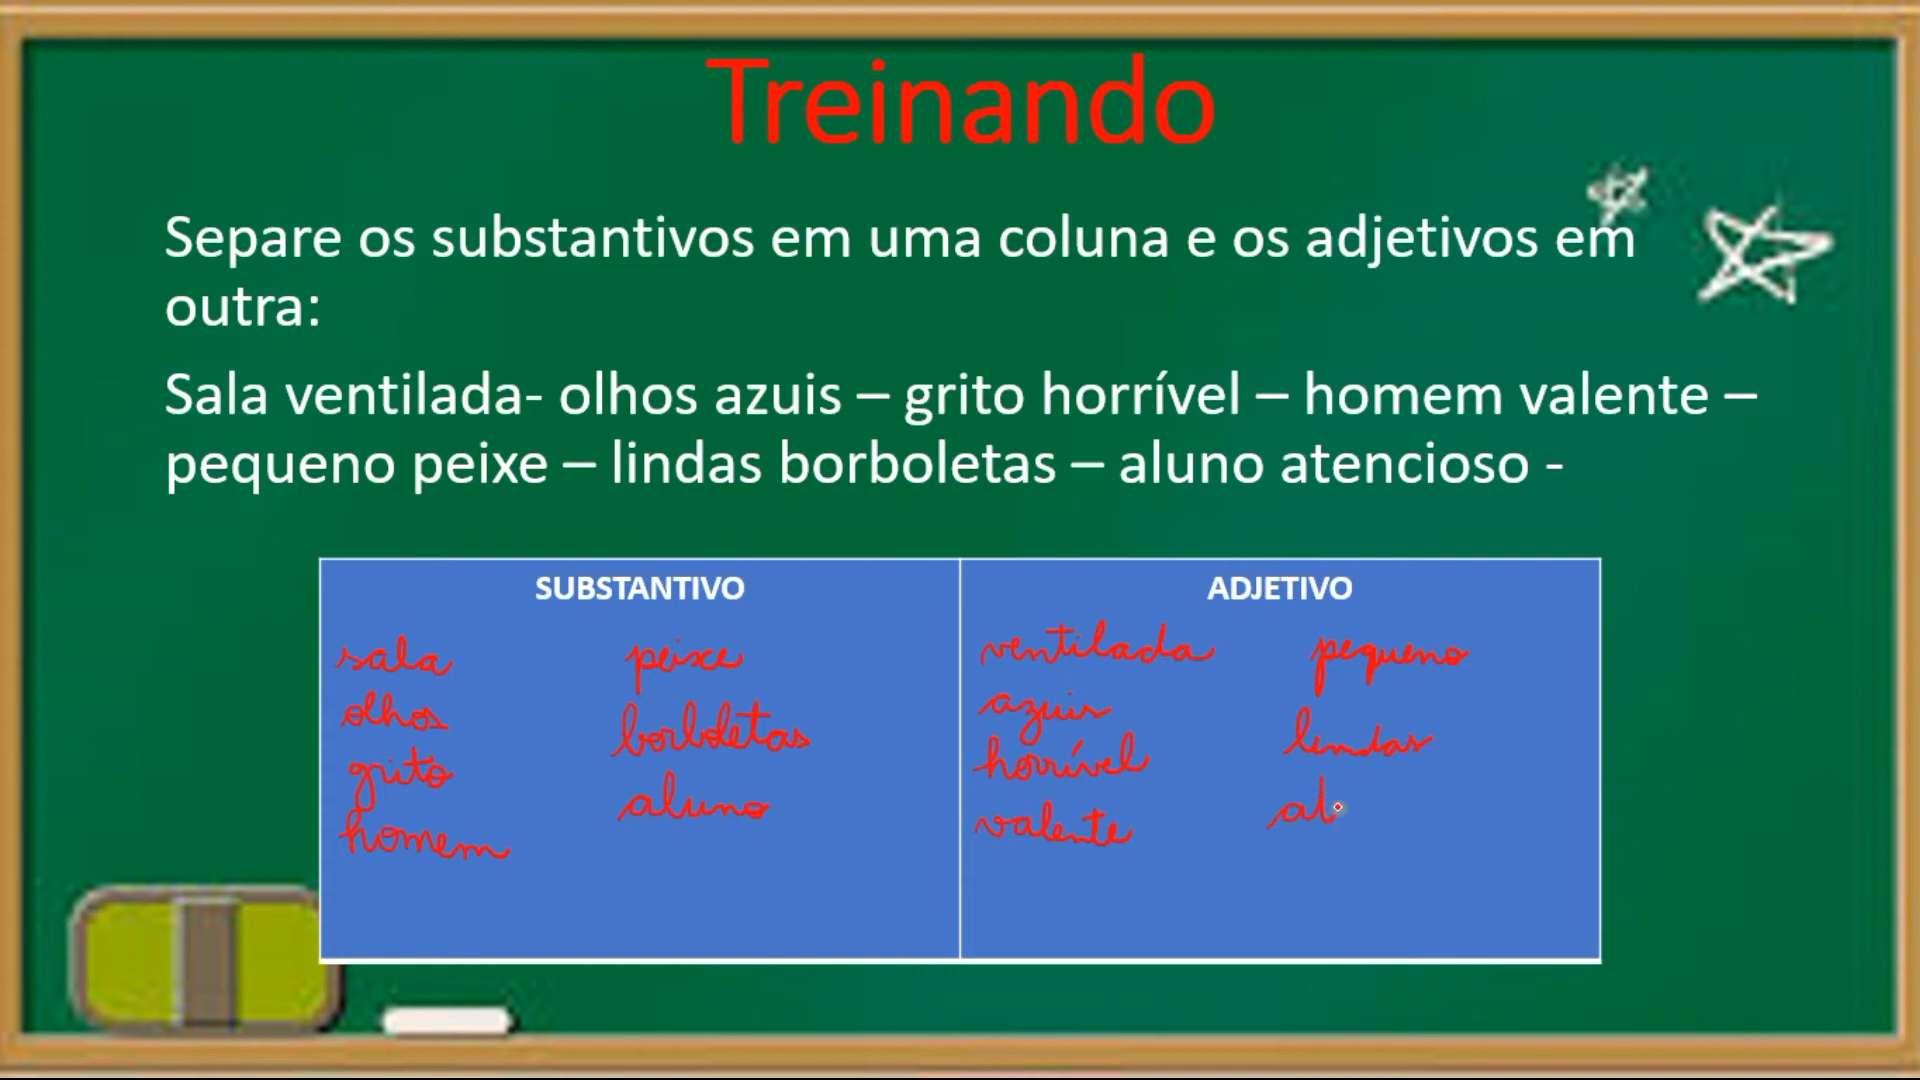 Treinando
Separe os substantivos em uma coluna e os adjetivos em
outra:
Sala ventilada- olhos azuis – grito horrível – homem valente –
pequeno peixe – lindas borboletas – aluno atencioso -
SUBSTANTIVO ADJETIVO
sala peixe ventilada pequeno
olhos borboletas azuis lindas
grito aluno horrível
homem valente